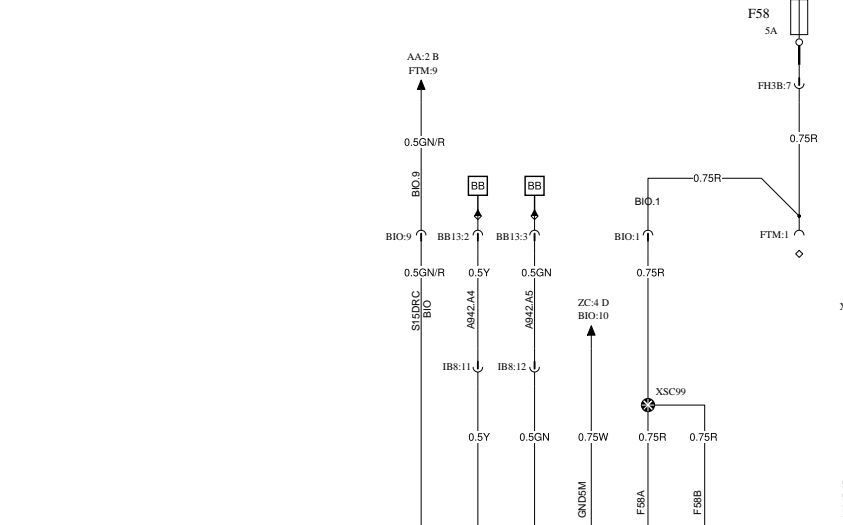 F58
5A
AA:2 B
FTM:9
FH3B:7
0.5GN/R
0.75R
BIO.9
BB
BB
0.75R
BIO.1
BIO:9
BB13:2
BB13:3
BIO:1
FTM:1
0.5GN/R
0.5Y
0.5GN
0.75R
S15DRC
BIO
A942.A4
A942.A5
ZC:4 D
BIO:10
IB8:11
IB8:12
XSC99
0.5Y
0.5GN
0.75W
0.75R
0.75R
GND5M
F58A
F58B